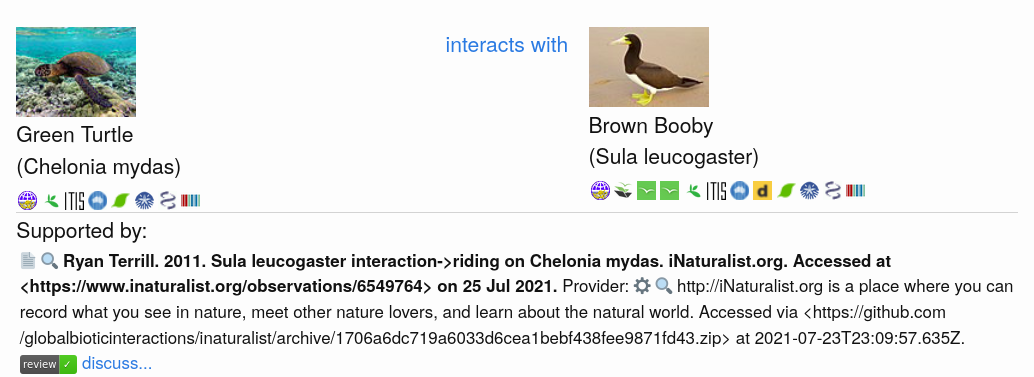 interacts with
Green Turtle
(Chelonia mydas)
ITIS
Brown Booby
(Sula leucogaster)
ITIS d
Supported by:
Ryan Terrill. 2011. Sula leucogaster interaction->riding on Chelonia mydas. iNaturalist.org. Accessed at
<https://www.inaturalist.org/observations/6549764> on 25 Jul 2021. Provider: http://iNaturalist.org is a place where you can
record what you see in nature, meet other nature lovers, and learn about the natural world. Accessed via <https://github.com
/globalbioticinteractions/inaturalist/archive/1706a6dc719a6033d6cea1bebf438fee9871fd43.zip> at 2021-07-23T23:09:57.635Z.
review ✓ discuss...